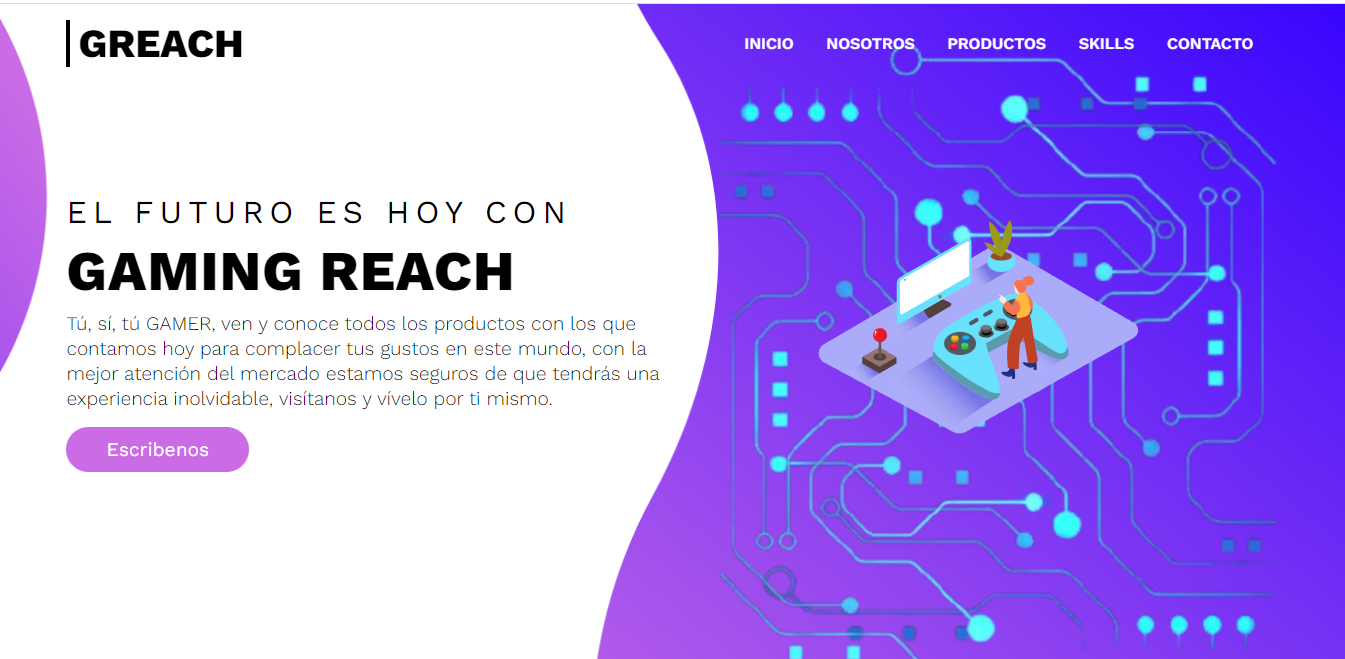 GREACH
INICIO NOSOTROS PRODUCTOS SKILLS CONTACTO
EL FUTURO ES HOY CON
GAMING REACH
Tú, sí, tú GAMER, ven y conoce todos los productos con los que
contamos hoy para complacer tus gustos en este mundo, con la
mejor atención del mercado estamos seguros de que tendrás una
experiencia inolvidable, visítanos y vívelo por ti mismo.
Escribenos